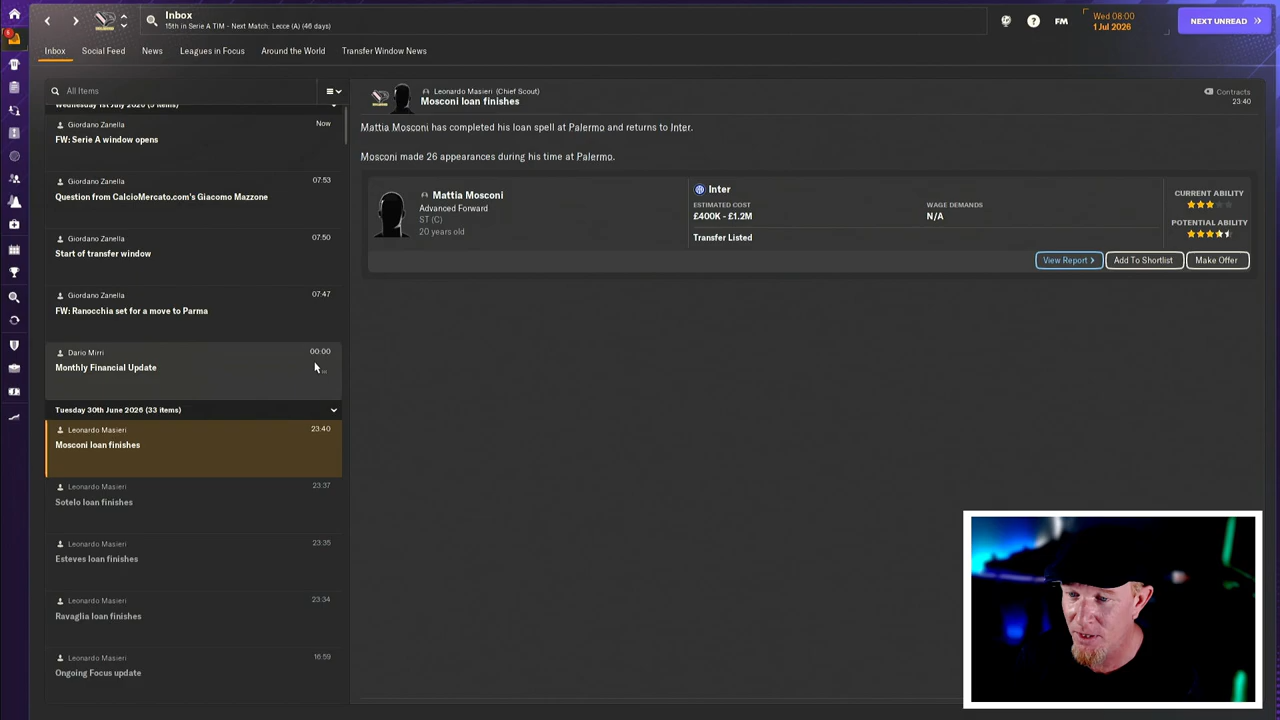 Inbox
15th in Serie A TIM - Next Match: Lecce (A) (46 days)
FM
Wed 08:00
1 Jul 2026
NEXT UNREAD
Inbox
Social Feed
News
Leagues in Focus
Around the World
Transfer Window News
All Items
Wednesday 1st July 2026 (5 items)
Giordano Zanella
Now
FW: Serie A window opens
Giordano Zanella
07:53
Question from CalcioMercato.com's Giacomo Mazzone
Giordano Zanella
07:50
Start of transfer window
Giordano Zanella
07:47
FW: Ranocchia set for a move to Parma
Dario Mirri
00:00
Monthly Financial Update
Tuesday 30th June 2026 (33 items)
Leonardo Masieri
23:40
Mosconi loan finishes
Leonardo Masieri
23:37
Sotelo loan finishes
Leonardo Masieri
23:35
Esteves loan finishes
Leonardo Masieri
23:34
Ravaglia loan finishes
Leonardo Masieri
16:59
Ongoing Focus update
Leonardo Masieri (Chief Scout)
Mosconi loan finishes
Contracts
23:40
Mattia Mosconi has completed his loan spell at Palermo and returns to Inter.
Mosconi made 26 appearances during his time at Palermo.
Mattia Mosconi
Advanced Forward
ST (C)
20 years old
Inter
ESTIMATED COST
£400K - £1.2M
WAGE DEMANDS
N/A
Transfer Listed
CURRENT ABILITY
POTENTIAL ABILITY
View Report
Add To Shortlist
Make Offer